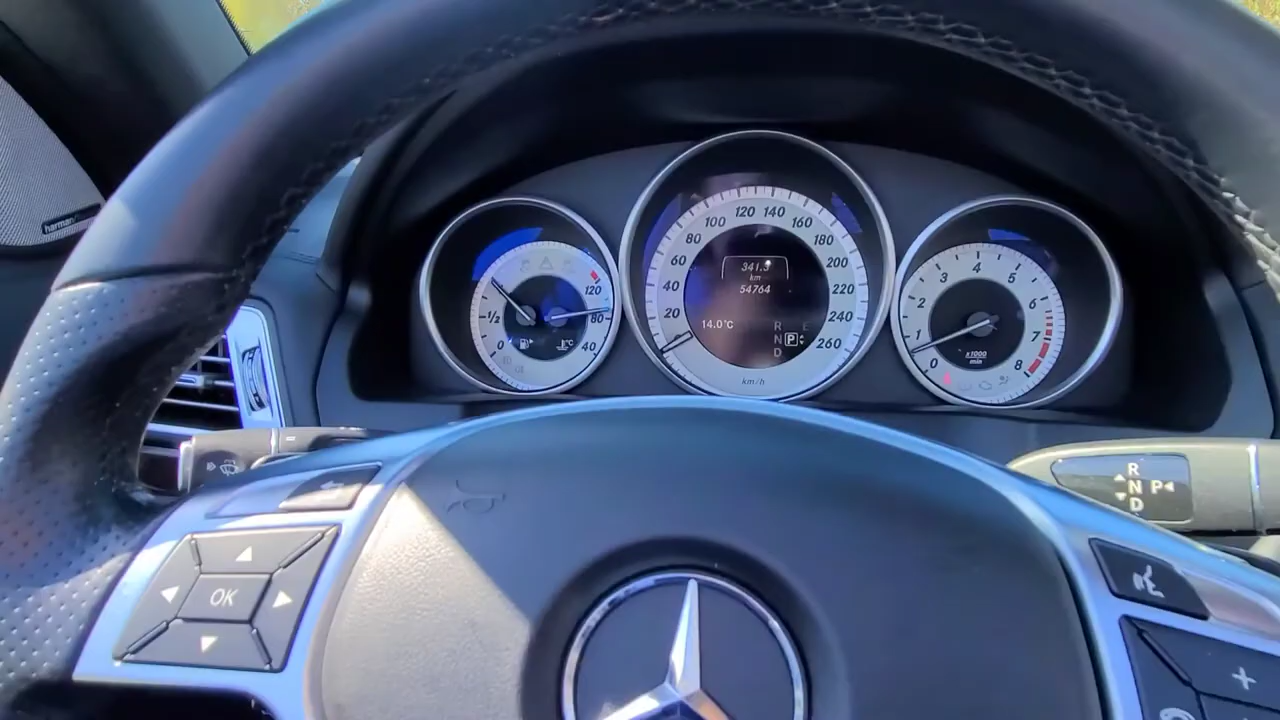 harman
120
1/2
80
0
40
°C
120 140
100 160
80 180
60 200
40 220
20 240
260
341.3
km
54764
14.0°C
R E
N P
D
km/h
4
3 5
2 6
1 7
0 8
x1000
min
R
N P
D
OK
+